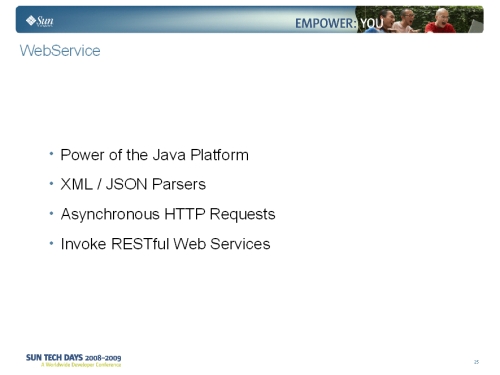 Sun
EMPOWER: YOU
WebService
• Power of the Java Platform
• XML / JSON Parsers
• Asynchronous HTTP Requests
• Invoke RESTful Web Services
SUN TECH DAYS 2008-2009
A Worldwide Developer Conference
25